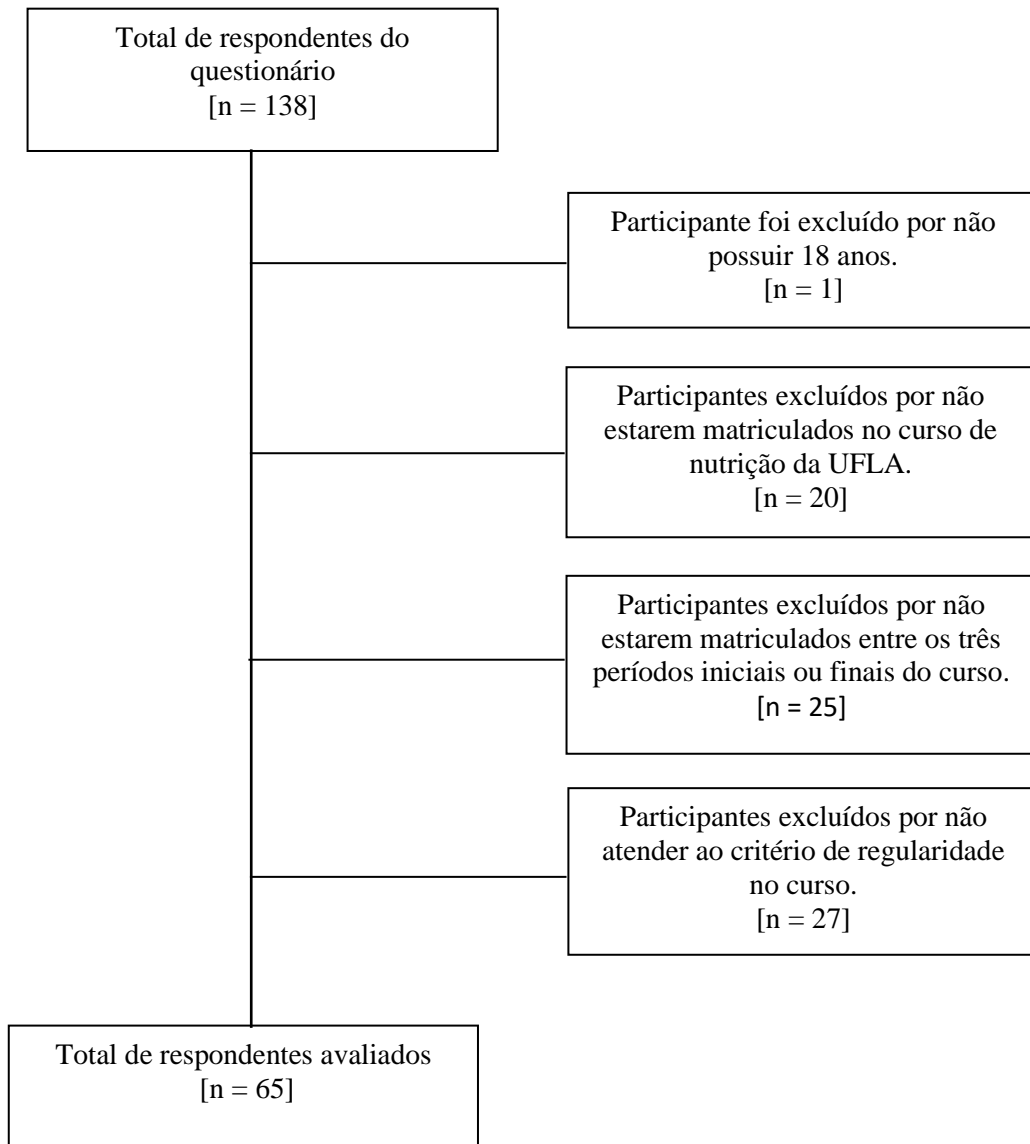 Total de respondentes do
questionário
[n = 138]
Participante foi excluído por não
possuir 18 anos.
[n = 1]
Participantes excluídos por não
estarem matriculados no curso de
nutrição da UFLA.
[n = 20]
Participantes excluídos por não
estarem matriculados entre os três
períodos iniciais ou finais do curso.
[n = 25]
Participantes excluídos por não
atender ao critério de regularidade
no curso.
[n = 27]
Total de respondentes avaliados
[n = 65]